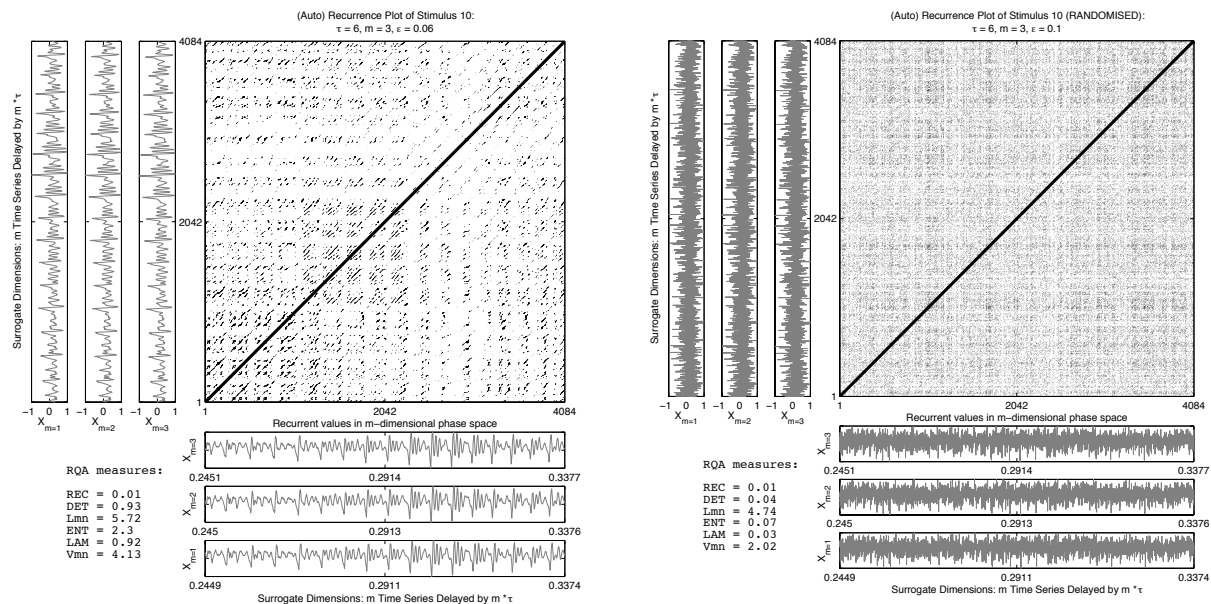 (Auto) Recurrence Plot of Stimulus 10:
τ = 6, m = 3, ε = 0.06
4084
2042
1
Surrogate Dimensions: m Time Series Delayed by m *τ
−1 0 1
X m=1
−1 0 1
X m=2
−1 0 1
X m=3
1 2042 4084
Recurrent values in m−dimensional phase space
X m=3
0.2451 0.2914 0.3377
X m=2
0.245 0.2913 0.3376
X m=1
0.2449 0.2911 0.3374
Surrogate Dimensions: m Time Series Delayed by m *τ
RQA measures:
REC = 0.01
DET = 0.93
Lmn = 5.72
ENT = 2.3
LAM = 0.92
Vmn = 4.13
(Auto) Recurrence Plot of Stimulus 10 (RANDOMISED):
τ = 6, m = 3, ε = 0.1
4084
2042
1
Surrogate Dimensions: m Time Series Delayed by m *τ
−1 0 1
X m=1
−1 0 1
X m=2
−1 0 1
X m=3
1 2042 4084
Recurrent values in m−dimensional phase space
X m=3
0.2451 0.2914 0.3377
X m=2
0.245 0.2913 0.3376
X m=1
0.2449 0.2911 0.3374
Surrogate Dimensions: m Time Series Delayed by m *τ
RQA measures:
REC = 0.01
DET = 0.04
Lmn = 4.74
ENT = 0.07
LAM = 0.03
Vmn = 2.02